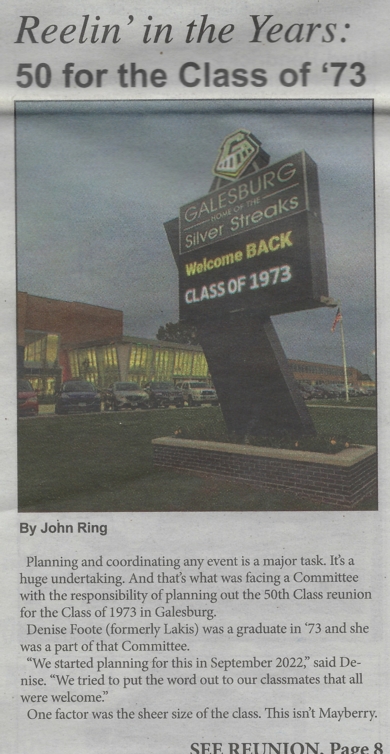 Reelin' in the Years:
50 for the Class of '73
GALESBURG
HOME OF THE
Silver Streaks
Welcome BACK
CLASS OF 1973
By John Ring
Planning and coordinating any event is a major task. It's a
huge undertaking. And that's what was facing a Committee
with the responsibility of planning out the 50th Class reunion
for the Class of 1973 in Galesburg.
Denise Foote (formerly Lakis) was a graduate in '73 and she
was a part of that Committee.
“We started planning for this in September 2022,” said De-
nise. “We tried to put the word out to our classmates that all
were welcome.”
One factor was the sheer size of the class. This isn't Mayberry.
SEE REUNION, Page 8